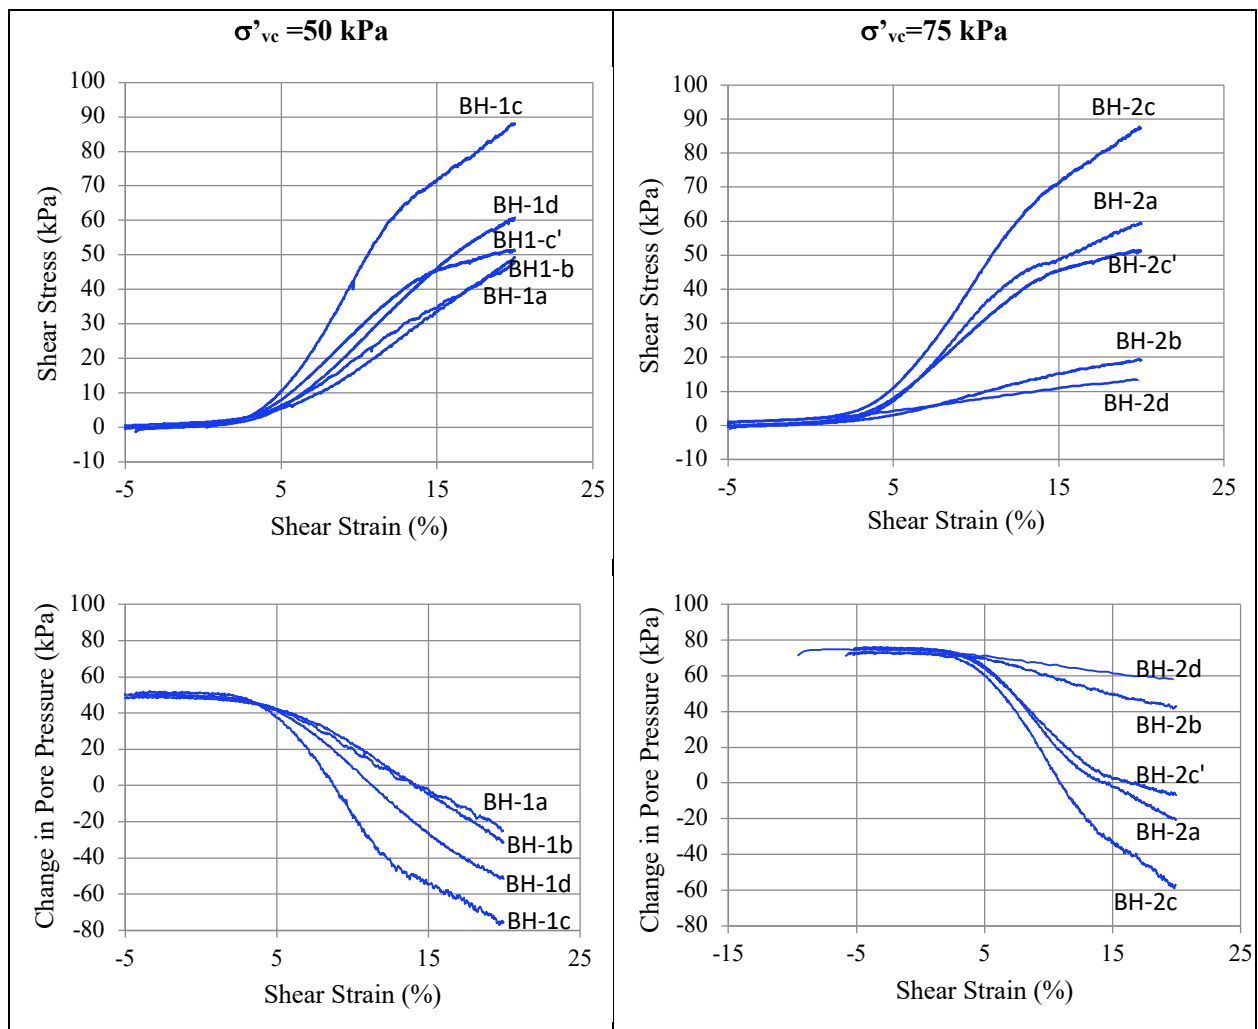 σ'vc =50 kPa
100
90
80
70
60
50
40
30
20
10
0
-10
-5
5
15
25
Shear Stress (kPa)
Shear Strain (%)
BH-1c
BH-1d
BH1-c'
BH1-b
BH-1a
σ'vc=75 kPa
100
90
80
70
60
50
40
30
20
10
0
-10
-5
5
15
25
Shear Stress (kPa)
Shear Strain (%)
BH-2c
BH-2a
BH-2c'
BH-2b
BH-2d
100
80
60
40
20
0
-20
-40
-60
-80
-5
5
15
25
Change in Pore Pressure (kPa)
Shear Strain (%)
BH-1a
BH-1b
BH-1d
BH-1c
100
80
60
40
20
0
-20
-40
-60
-80
-15
-5
5
15
25
Change in Pore Pressure (kPa)
Shear Strain (%)
BH-2d
BH-2b
BH-2c'
BH-2a
BH-2c